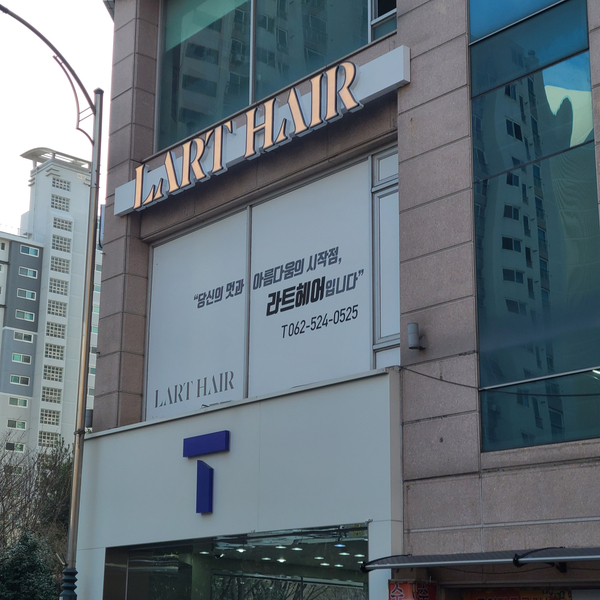 LART HAIR
“당신의 멋과 아름다움의 시작점,
라트헤어입니다”
T 062-524-0525
LART HAIR
T